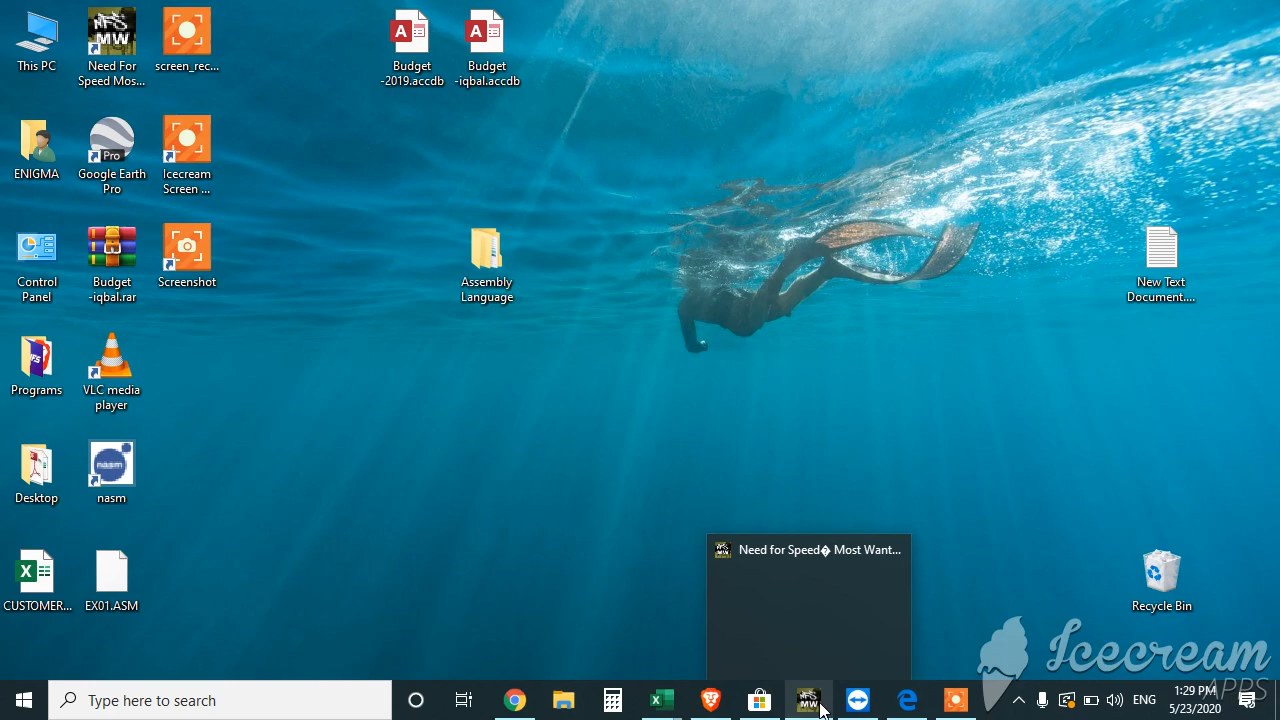 This PC
NFS
MW
Need For
Speed Mos...
screen_rec...
A
Budget
-2019.accdb
A
Budget
-iqbal.accdb
ENIGMA
Pro
Google Earth
Pro
Icecream
Screen ...
Control
Panel
Budget
-iqbal.rar
Screenshot
Assembly
Language
New Text
Document....
Programs
VLC media
player
Desktop
nasm
nasm
X
CUSTOMER...
EX01.ASM
Need for Speed� Most Want...
Recycle Bin
Icecream
APPS
Type here to search
ENG
1:29 PM
5/23/2020